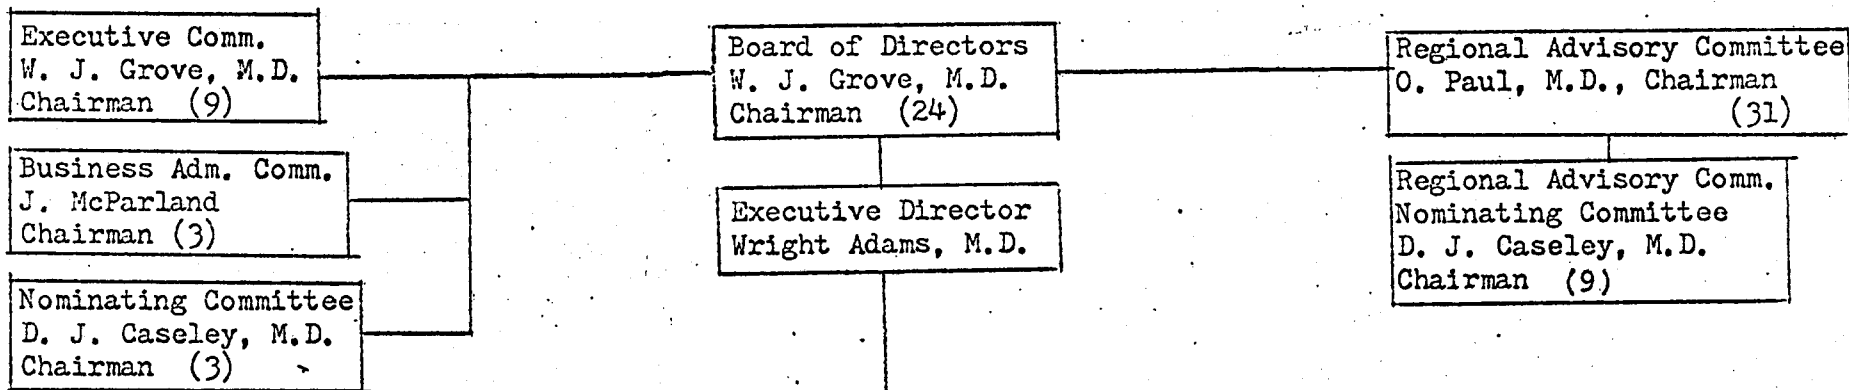 Executive Comm.
W. J. Grove, M.D.
Chairman (9)
Business Adm. Comm.
J. McParland
Chairman (3)
Nominating Committee
D. J. Caseley, M.D.
Chairman (3)
Board of Directors
W. J. Grove, M.D.
Chairman (24)
Executive Director
Wright Adams, M.D.
Regional Advisory Committee
O. Paul, M.D., Chairman
(31)
Regional Advisory Comm.
Nominating Committee
D. J. Caseley, M.D.
Chairman (9)